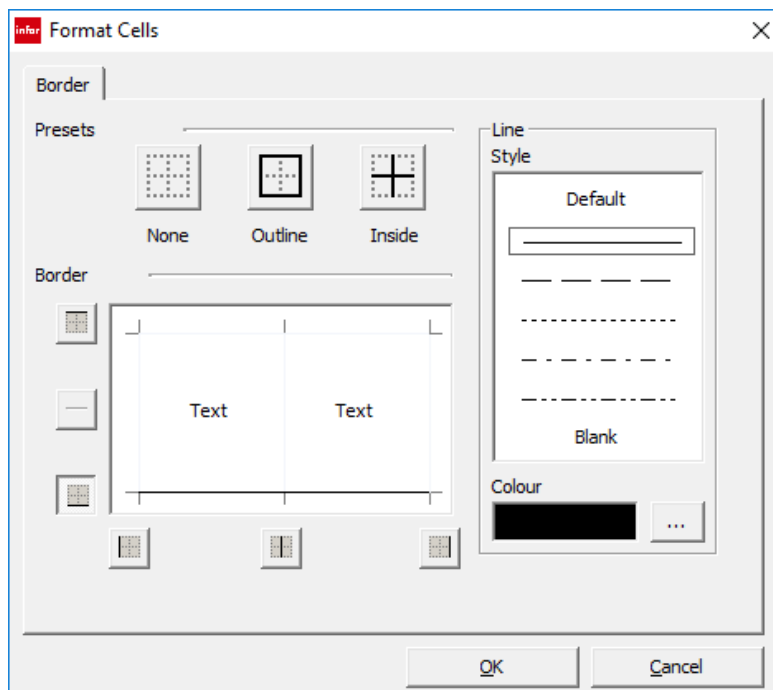 infor Format Cells
Border
Presets
None Outline Inside
Border
Text Text
Line
Style
Default
Blank
Colour
...
OK Cancel